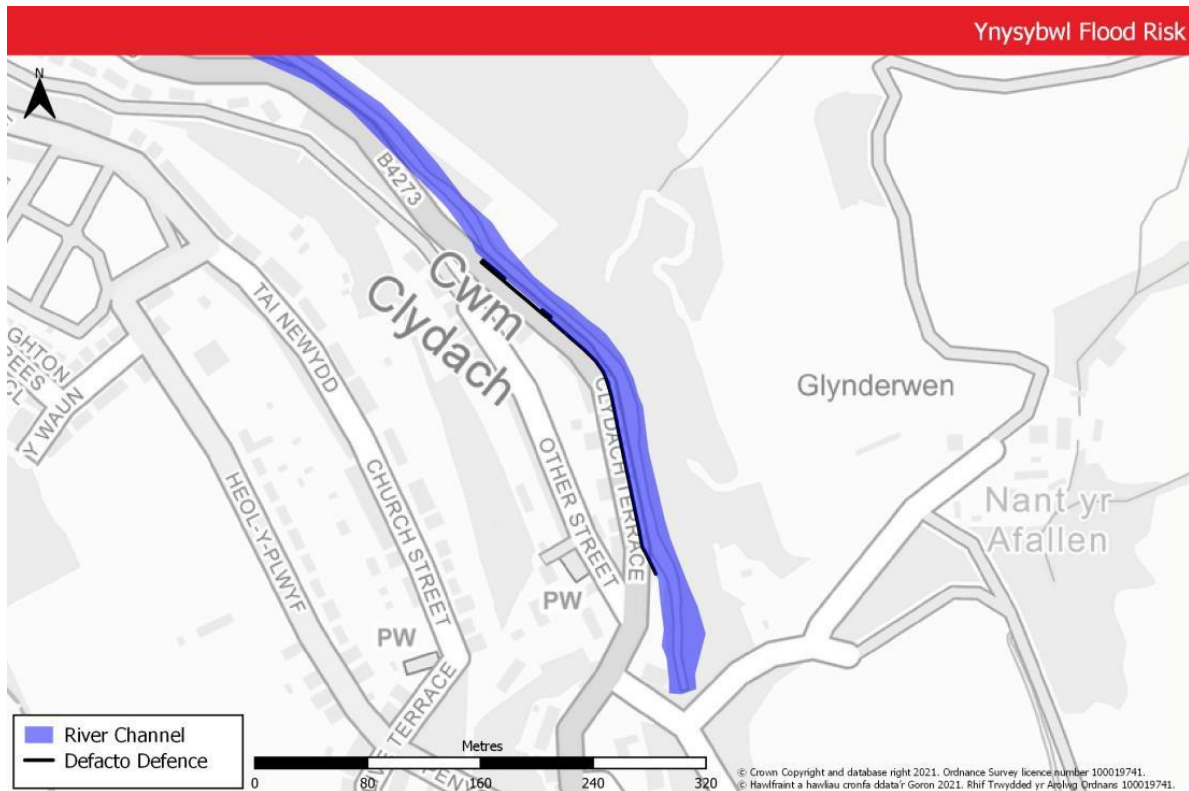 Ynysybwl Flood Risk
N
B4273
Cwm
Clydach
TAI NEWYDD
CHURCH STREET
OTHER STREET
CLYDACH TERRACE
HEOL-Y-PLWYF
Y WAUN
Glynderwen
Nant yr
Afallen
PW
PW
TERRACE
River Channel
Defacto Defence
Metres
0 80 160 240 320
© Crown Copyright and database right 2021. Ordnance Survey licence number 100019741.
© Hawlfraint a hawliau cronfa ddata'r Goron 2021. Rhif Trwydded yr Arolwg Ordnans 100019741.